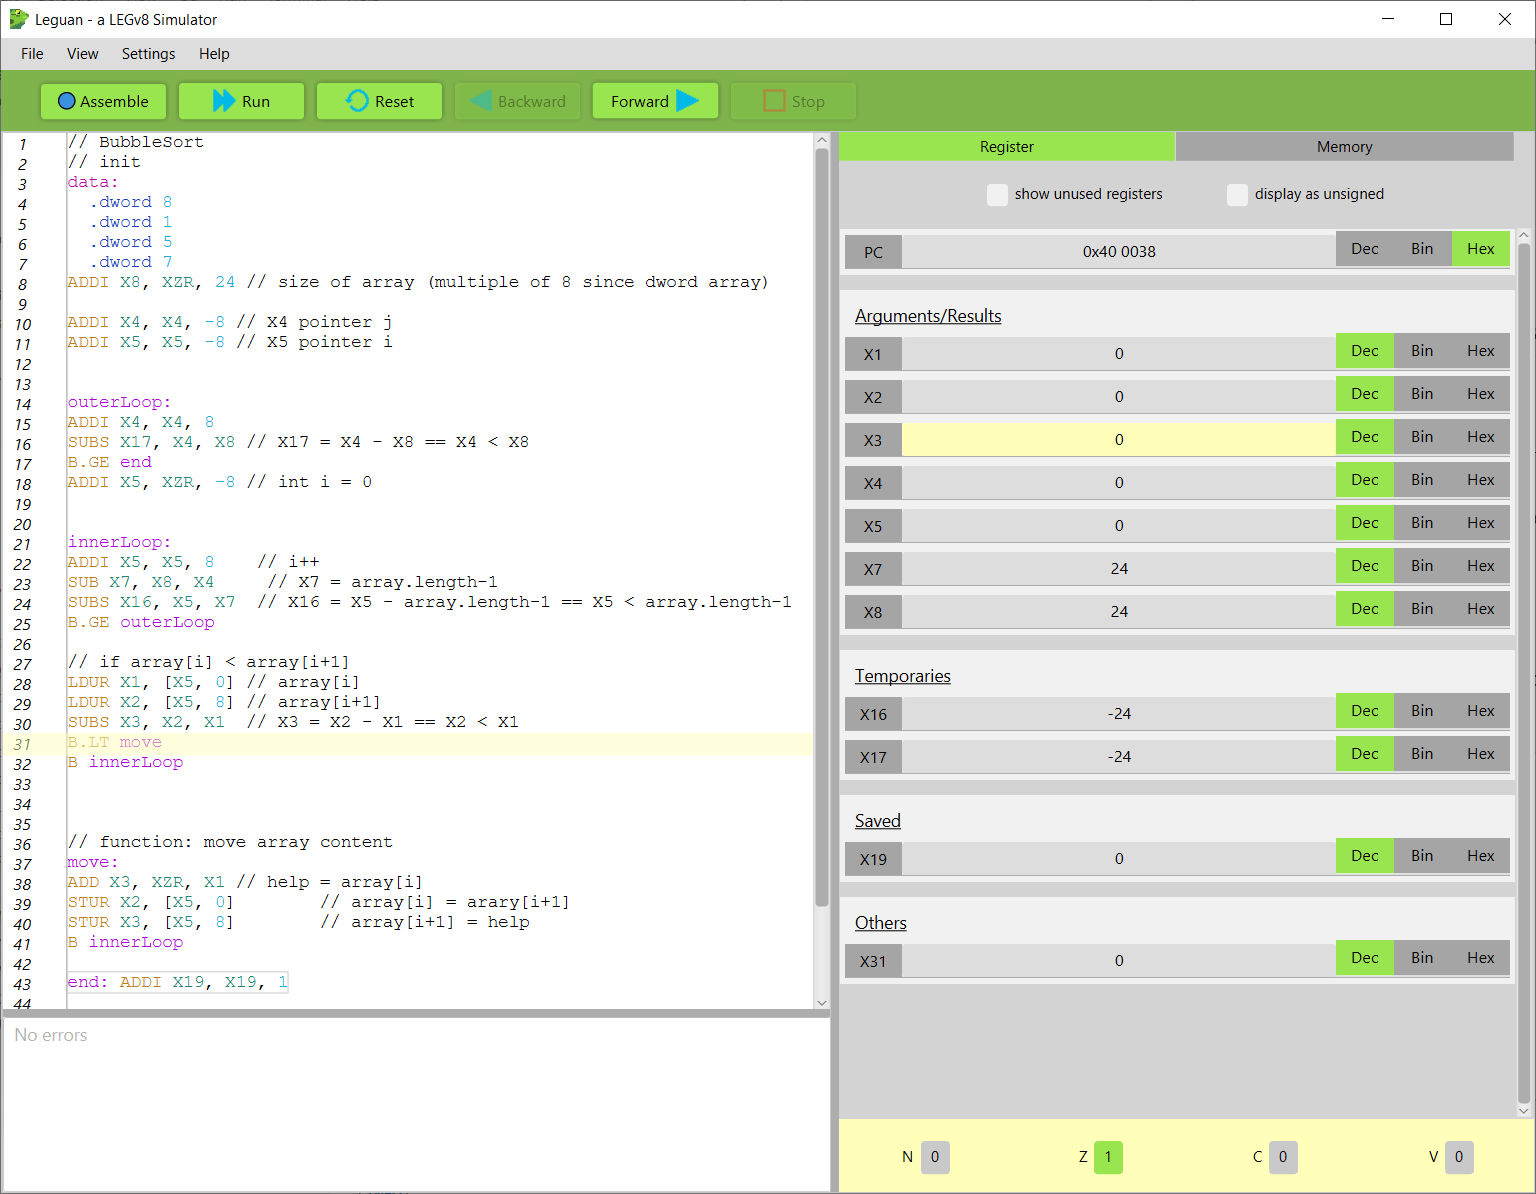 Leguan - a LEGv8 Simulator
File View Settings Help
Assemble Run Reset Backward Forward Stop
1 // BubbleSort
2 // init
3 data:
4 .dword 8
5 .dword 1
6 .dword 5
7 .dword 7
8 ADDI X8, XZR, 24 // size of array (multiple of 8 since dword array)
9
10 ADDI X4, X4, -8 // X4 pointer j
11 ADDI X5, X5, -8 // X5 pointer i
12
13
14 outerLoop:
15 ADDI X4, X4, 8
16 SUBS X17, X4, X8 // X17 = X4 - X8 == X4 < X8
17 B.GE end
18 ADDI X5, XZR, -8 // int i = 0
19
20
21 innerLoop:
22 ADDI X5, X5, 8 // i++
23 SUB X7, X8, X4 // X7 = array.length-1
24 SUBS X16, X5, X7 // X16 = X5 - array.length-1 == X5 < array.length-1
25 B.GE outerLoop
26
27 // if array[i] < array[i+1]
28 LDUR X1, [X5, 0] // array[i]
29 LDUR X2, [X5, 8] // array[i+1]
30 SUBS X3, X2, X1 // X3 = X2 - X1 == X2 < X1
31 B.LT move
32 B innerLoop
33
34
35
36 // function: move array content
37 move:
38 ADD X3, XZR, X1 // help = array[i]
39 STUR X2, [X5, 0] // array[i] = arary[i+1]
40 STUR X3, [X5, 8] // array[i+1] = help
41 B innerLoop
42
43 end: ADDI X19, X19, 1
44
No errors
Register Memory
show unused registers display as unsigned
PC 0x40 0038 Dec Bin Hex
Arguments/Results
X1 0 Dec Bin Hex
X2 0 Dec Bin Hex
X3 0 Dec Bin Hex
X4 0 Dec Bin Hex
X5 0 Dec Bin Hex
X7 24 Dec Bin Hex
X8 24 Dec Bin Hex
Temporaries
X16 -24 Dec Bin Hex
X17 -24 Dec Bin Hex
Saved
X19 0 Dec Bin Hex
Others
X31 0 Dec Bin Hex
N 0 Z 1 C 0 V 0